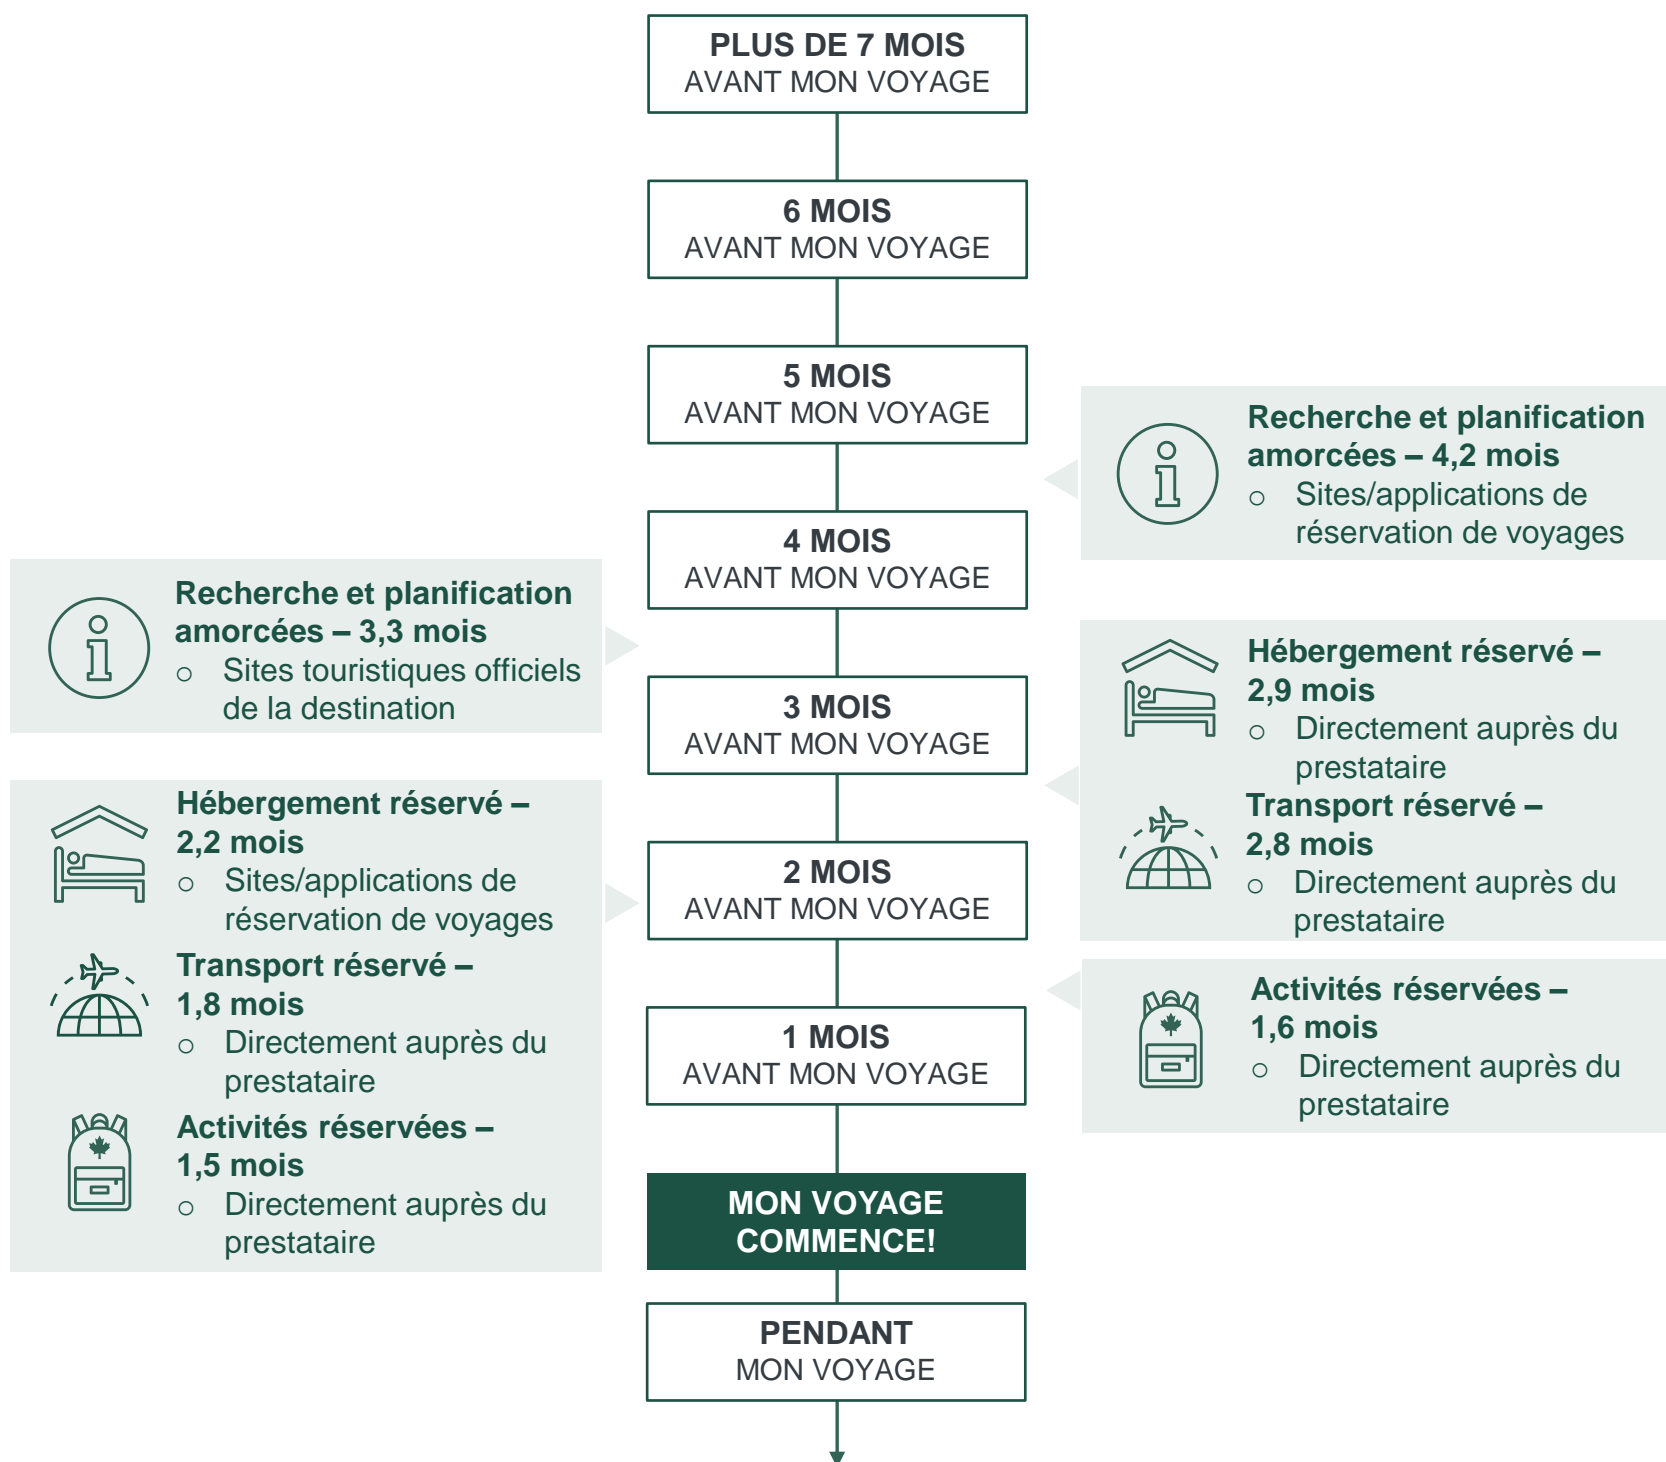 PLUS DE 7 MOIS
AVANT MON VOYAGE
6 MOIS
AVANT MON VOYAGE
5 MOIS
AVANT MON VOYAGE
4 MOIS
AVANT MON VOYAGE
3 MOIS
AVANT MON VOYAGE
2 MOIS
AVANT MON VOYAGE
1 MOIS
AVANT MON VOYAGE
MON VOYAGE
COMMENCE!
PENDANT
MON VOYAGE
Recherche et planification
amorcées – 3,3 mois
o Sites touristiques officiels
de la destination
Hébergement réservé –
2,2 mois
o Sites/applications de
réservation de voyages
Transport réservé –
1,8 mois
o Directement auprès du
prestataire
Activités réservées –
1,5 mois
o Directement auprès du
prestataire
Recherche et planification
amorcées – 4,2 mois
o Sites/applications de
réservation de voyages
Hébergement réservé –
2,9 mois
o Directement auprès du
prestataire
Transport réservé –
2,8 mois
o Directement auprès du
prestataire
Activités réservées –
1,6 mois
o Directement auprès du
prestataire